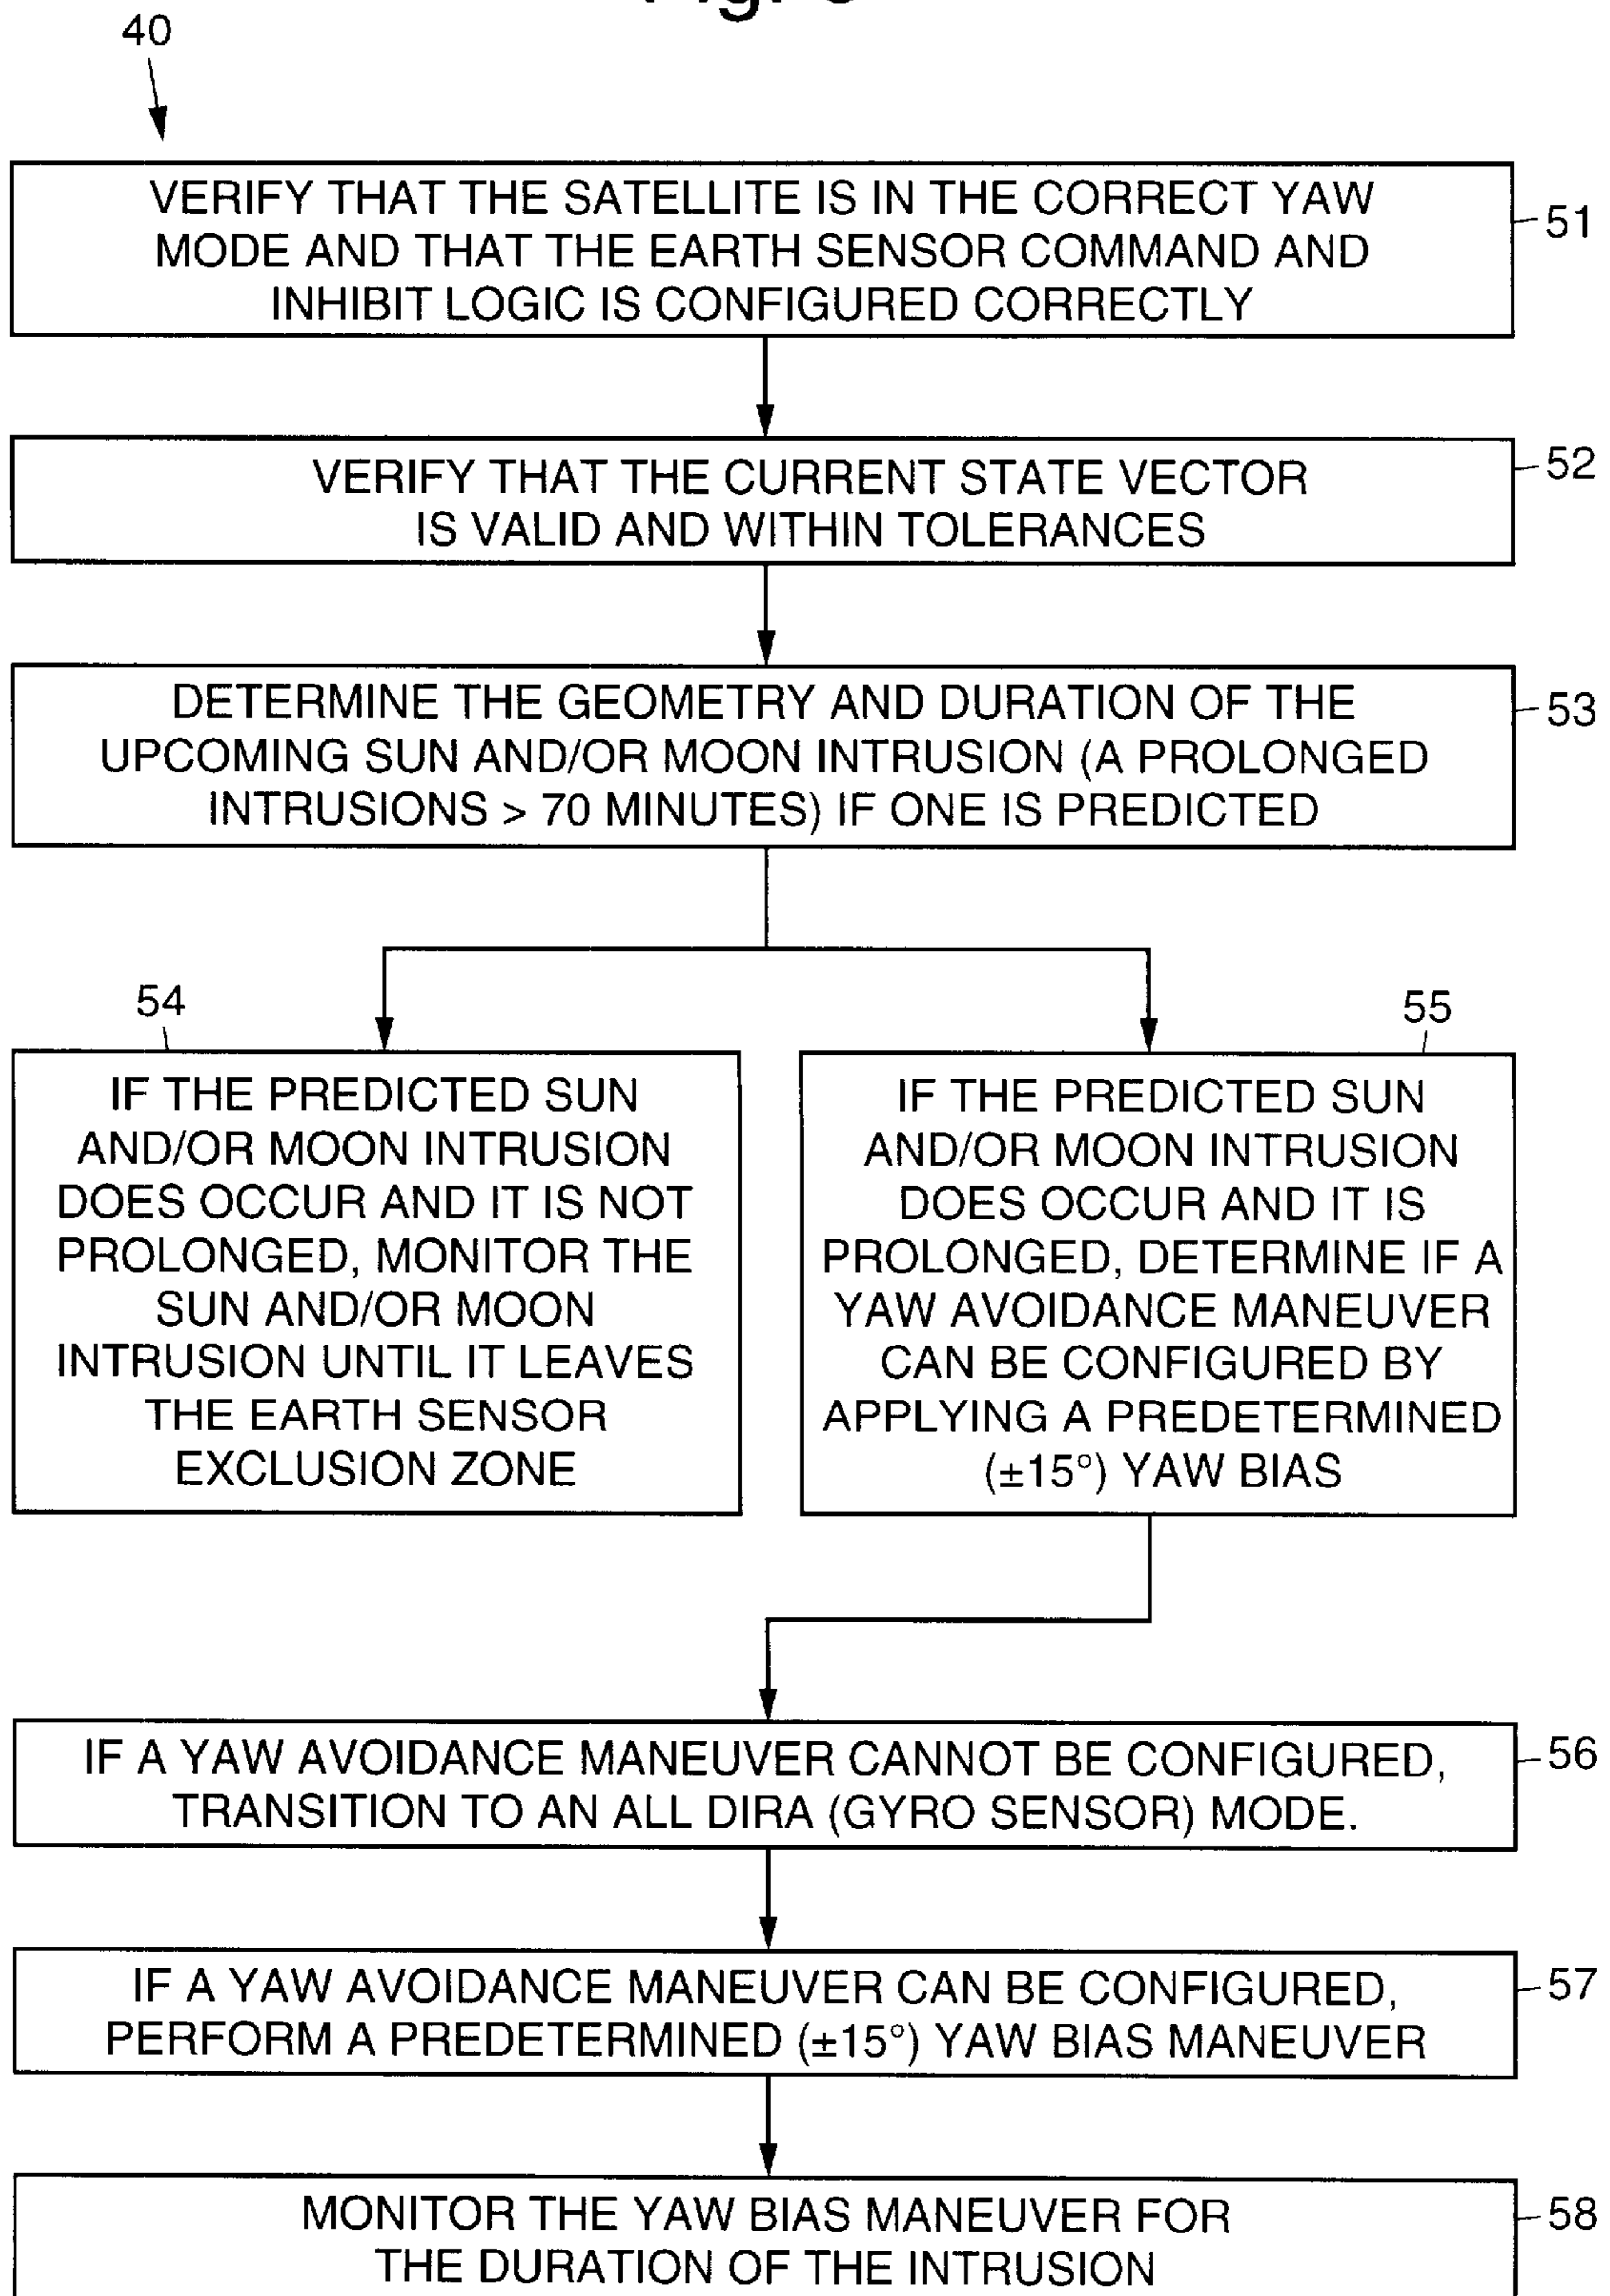 40
VERIFY THAT THE SATELLITE IS IN THE CORRECT YAW
MODE AND THAT THE EARTH SENSOR COMMAND AND
INHIBIT LOGIC IS CONFIGURED CORRECTLY
51
VERIFY THAT THE CURRENT STATE VECTOR
IS VALID AND WITHIN TOLERANCES
52
DETERMINE THE GEOMETRY AND DURATION OF THE
UPCOMING SUN AND/OR MOON INTRUSION (A PROLONGED
INTRUSIONS > 70 MINUTES) IF ONE IS PREDICTED
53
54
IF THE PREDICTED SUN
AND/OR MOON INTRUSION
DOES OCCUR AND IT IS NOT
PROLONGED, MONITOR THE
SUN AND/OR MOON
INTRUSION UNTIL IT LEAVES
THE EARTH SENSOR
EXCLUSION ZONE
55
IF THE PREDICTED SUN
AND/OR MOON INTRUSION
DOES OCCUR AND IT IS
PROLONGED, DETERMINE IF A
YAW AVOIDANCE MANEUVER
CAN BE CONFIGURED BY
APPLYING A PREDETERMINED
(±15°) YAW BIAS
IF A YAW AVOIDANCE MANEUVER CANNOT BE CONFIGURED,
TRANSITION TO AN ALL DIRA (GYRO SENSOR) MODE.
56
IF A YAW AVOIDANCE MANEUVER CAN BE CONFIGURED,
PERFORM A PREDETERMINED (±15°) YAW BIAS MANEUVER
57
MONITOR THE YAW BIAS MANEUVER FOR
THE DURATION OF THE INTRUSION
58